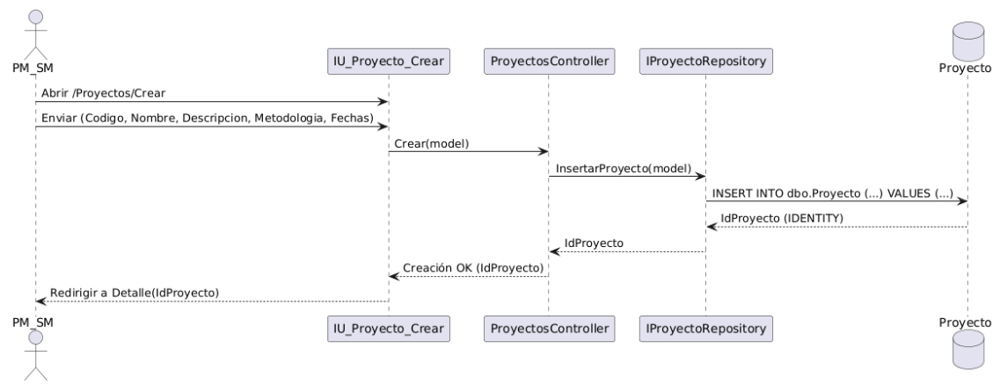 PM_SM
IU_Proyecto_Crear
ProyectosController
IProyectoRepository
Proyecto
Abrir /Proyectos/Crear
Enviar (Codigo, Nombre, Descripcion, Metodologia, Fechas)
Crear(model)
InsertarProyecto(model)
INSERT INTO dbo.Proyecto (...) VALUES (...)
IdProyecto (IDENTITY)
IdProyecto
Creación OK (IdProyecto)
Redirigir a Detalle(IdProyecto)
PM_SM
IU_Proyecto_Crear
ProyectosController
IProyectoRepository
Proyecto